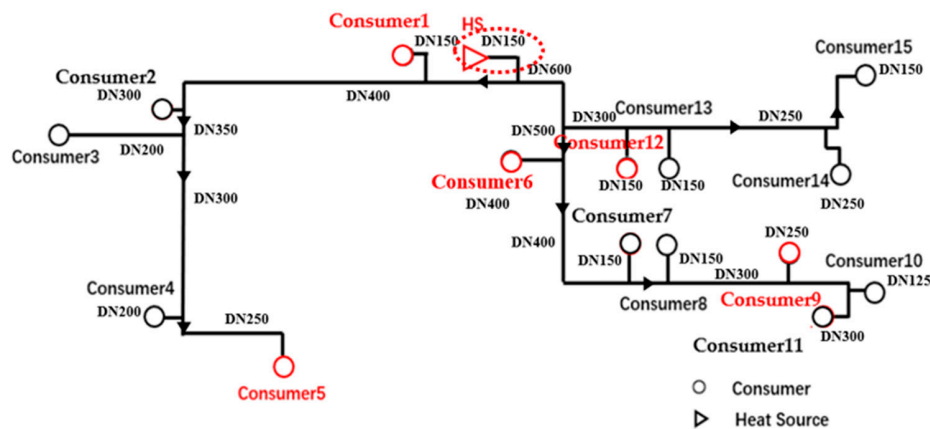 Consumer1
HS
DN150
DN150
Consumer15
DN150
Consumer2
DN300
DN600
DN400
DN300
Consumer13
DN250
Consumer3
DN200
DN350
DN500
Consumer12
Consumer6
DN400
DN150
DN150
Consumer14
DN250
DN300
DN400
Consumer7
DN250
DN150
DN150
DN300
Consumer10
DN125
Consumer4
DN200
DN250
Consumer8
Consumer9
DN300
Consumer11
Consumer5
Consumer
Heat Source